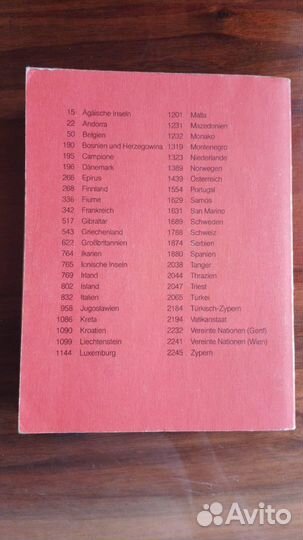 15 Ägäische Inseln
22 Andorra
50 Belgien
190 Bosnien und Herzegowina
195 Campione
196 Dänemark
266 Epirus
268 Finnland
336 Fiume
342 Frankreich
517 Gibraltar
543 Griechenland
622 Großbritannien
764 Ikarien
765 Ionische Inseln
769 Irland
802 Island
832 Italien
958 Jugoslawien
1086 Kreta
1090 Kroatien
1099 Liechtenstein
1144 Luxemburg
1201 Malta
1231 Mazedonien
1232 Monako
1319 Montenegro
1323 Niederlande
1389 Norwegen
1439 Österreich
1554 Portugal
1629 Samos
1631 San Marino
1689 Schweden
1768 Schweiz
1874 Serbien
1880 Spanien
2038 Tanger
2044 Thrazien
2047 Triest
2065 Türkei
2184 Türkisch-Zypern
2194 Vatikanstaat
2232 Vereinte Nationen (Genf)
2241 Vereinte Nationen (Wien)
2245 Zypern
Avito